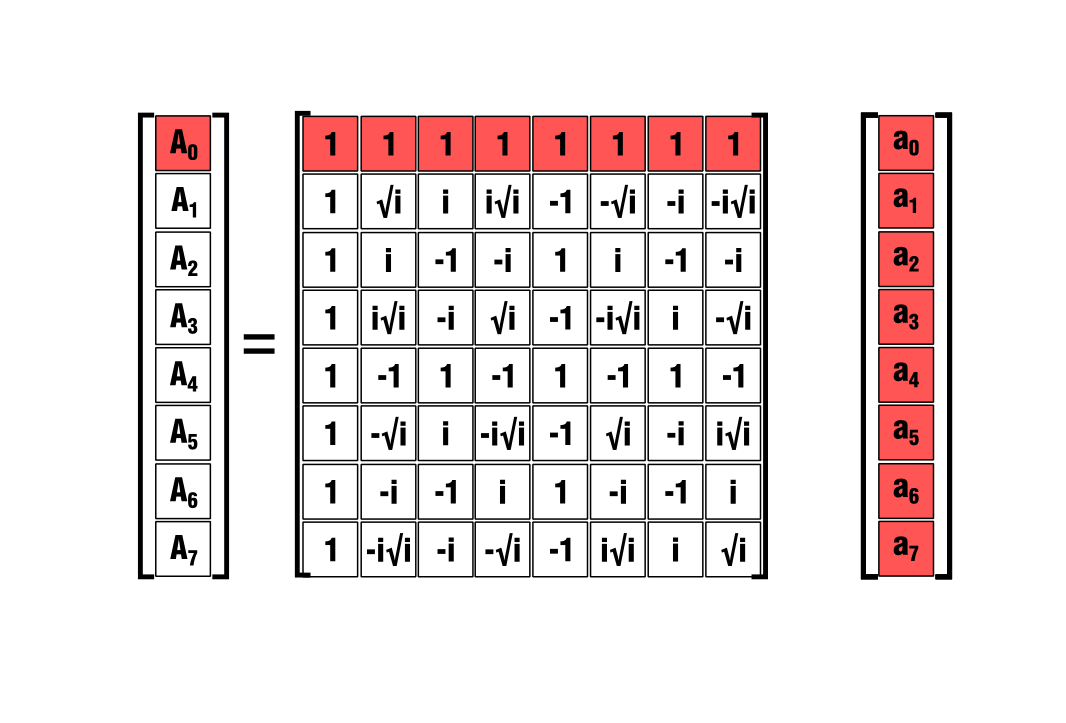 A₀ 1 1 1 1 1 1 1 1 a₀
A₁ 1 √i i i√i -1 -√i -i -i√i a₁
A₂ 1 i -1 -i 1 i -1 -i a₂
A₃ 1 i√i -i √i -1 -i√i i -√i a₃
=
A₄ 1 -1 1 -1 1 -1 1 -1 a₄
A₅ 1 -√i i -i√i -1 √i -i i√i a₅
A₆ 1 -i -1 i 1 -i -1 i a₆
A₇ 1 -i√i -i -√i -1 i√i i √i a₇